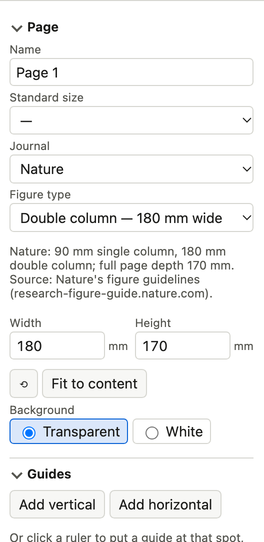 Page
Name
Page 1
Standard size
—
Journal
Nature
Figure type
Double column — 180 mm wide
Nature: 90 mm single column, 180 mm
double column; full page depth 170 mm.
Source: Nature's figure guidelines
(research-figure-guide.nature.com).
Width Height
180 mm 170 mm
Fit to content
Background
Transparent White
Guides
Add vertical Add horizontal
Or click a ruler to put a guide at that spot.